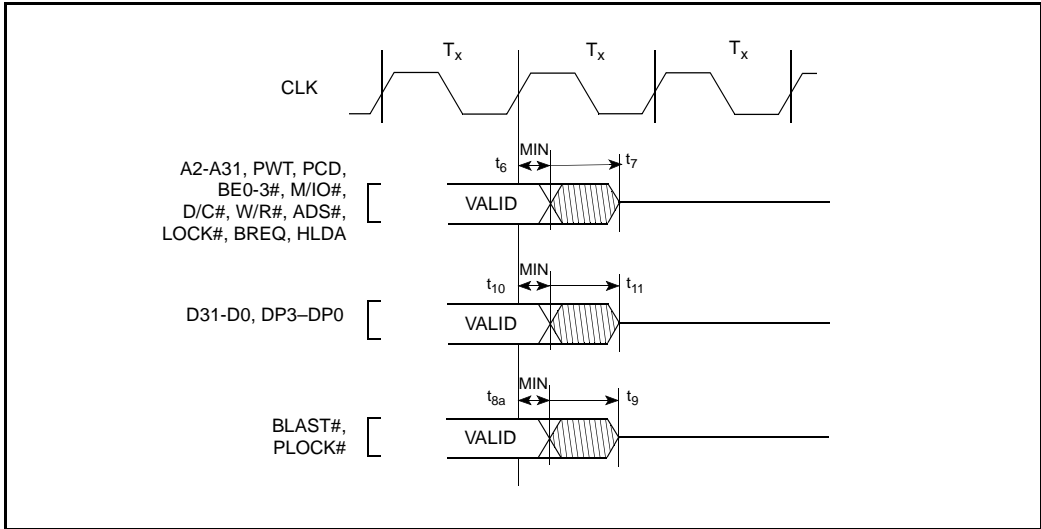 Tx Tx Tx
CLK
MIN
t6 t7
A2-A31, PWT, PCD,
BE0-3#, M/IO#,
D/C#, W/R#, ADS#,
LOCK#, BREQ, HLDA
VALID
MIN
t10 t11
D31-D0, DP3–DP0
VALID
MIN
t8a t9
BLAST#,
PLOCK#
VALID